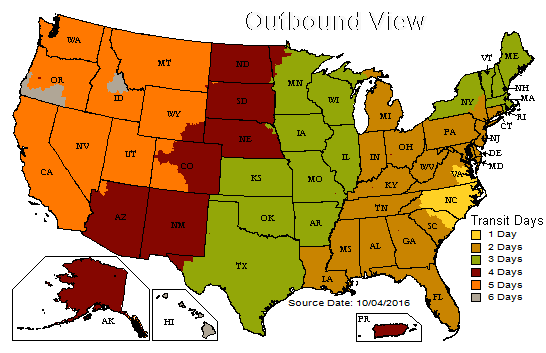 Outbound View
WA
MT
ND
MN
VT
ME
OR
ID
SD
WI
NY
NH
MA
WY
MI
RI
CT
NE
IA
PA
NJ
NV
UT
IL
IN
OH
DE
MD
CO
WV
VA
CA
KS
MO
KY
NC
AZ
NM
OK
AR
TN
SC
MS
AL
GA
TX
LA
FL
AK
HI
PR
Transit Days
1 Day
2 Days
3 Days
4 Days
5 Days
6 Days
Source Date: 10/04/2016